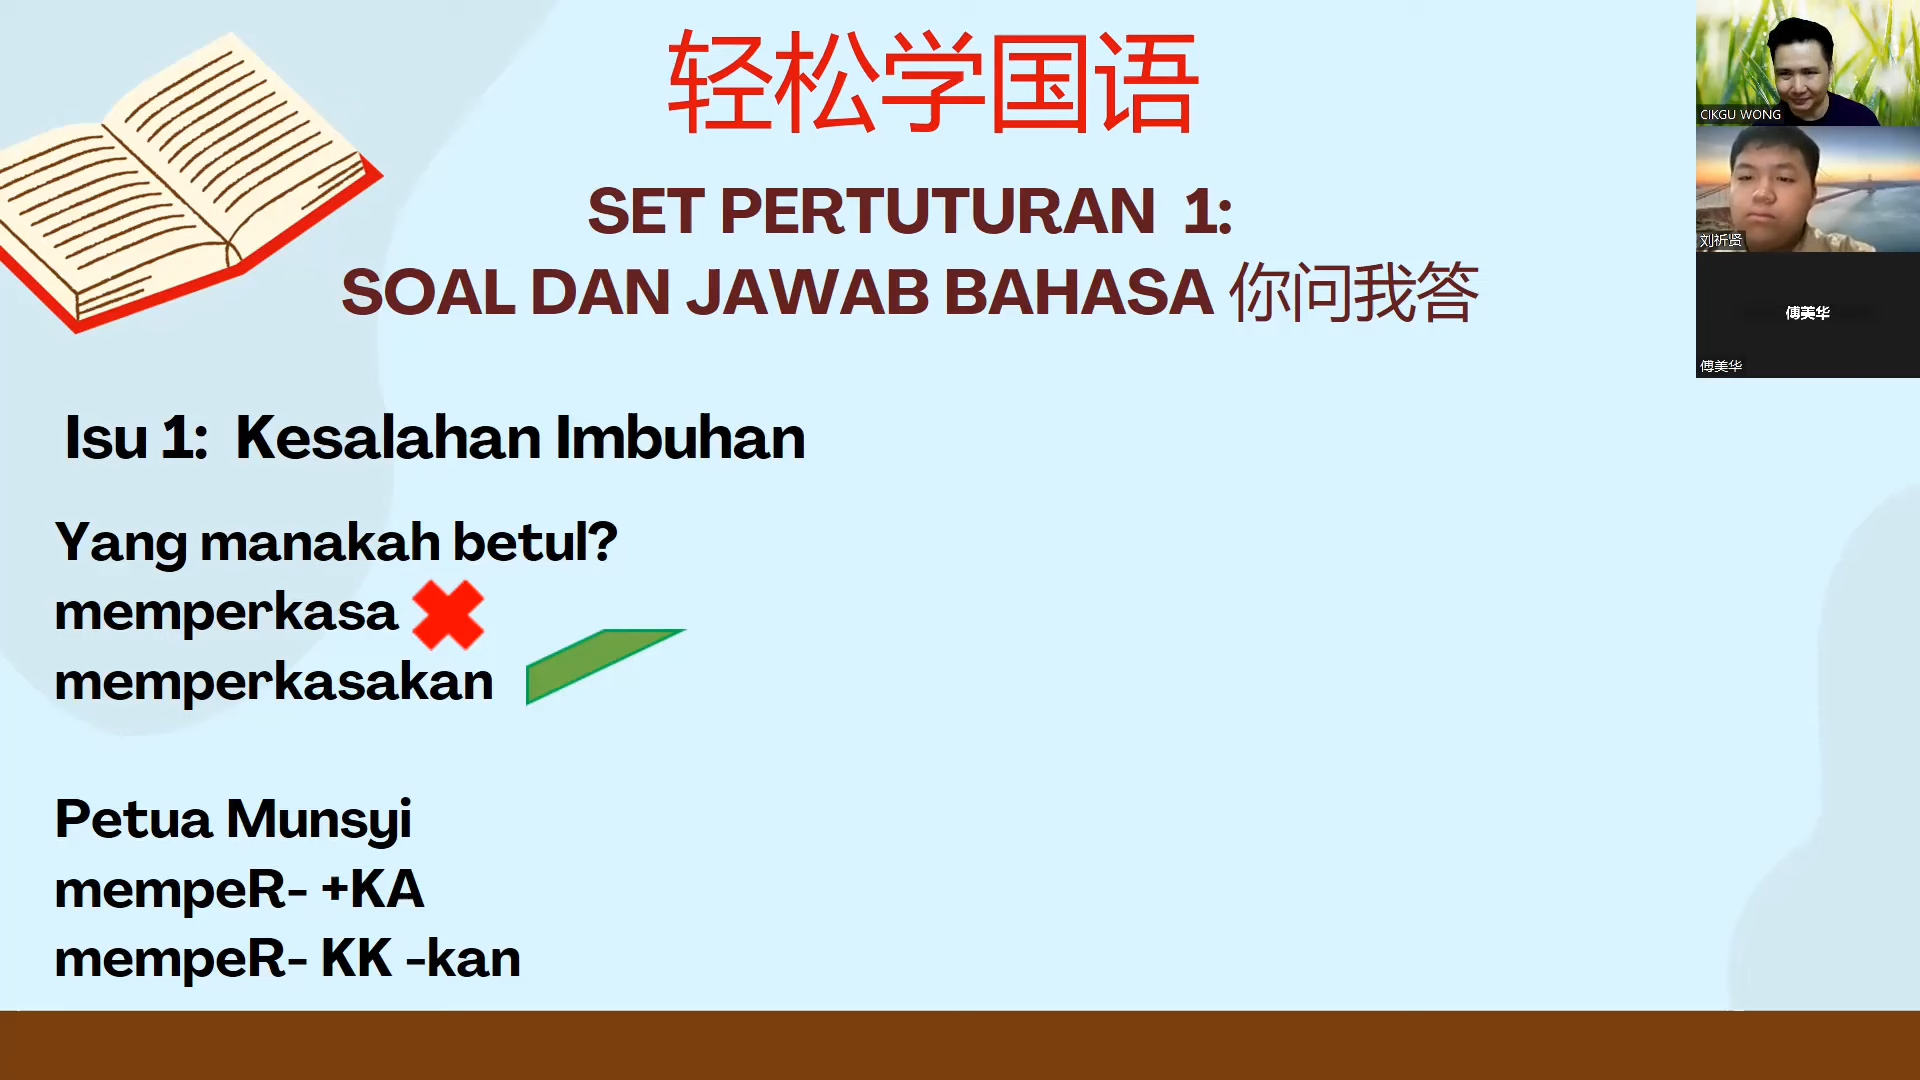 轻松学国语
SET PERTUTURAN 1:
SOAL DAN JAWAB BAHASA 你问我答
Isu 1: Kesalahan Imbuhan
Yang manakah betul?
memperkasa
memperkasakan
Petua Munsyi
mempeR- +KA
mempeR- KK -kan
CIKGU WONG
刘祈贤
傅美华
傅美华